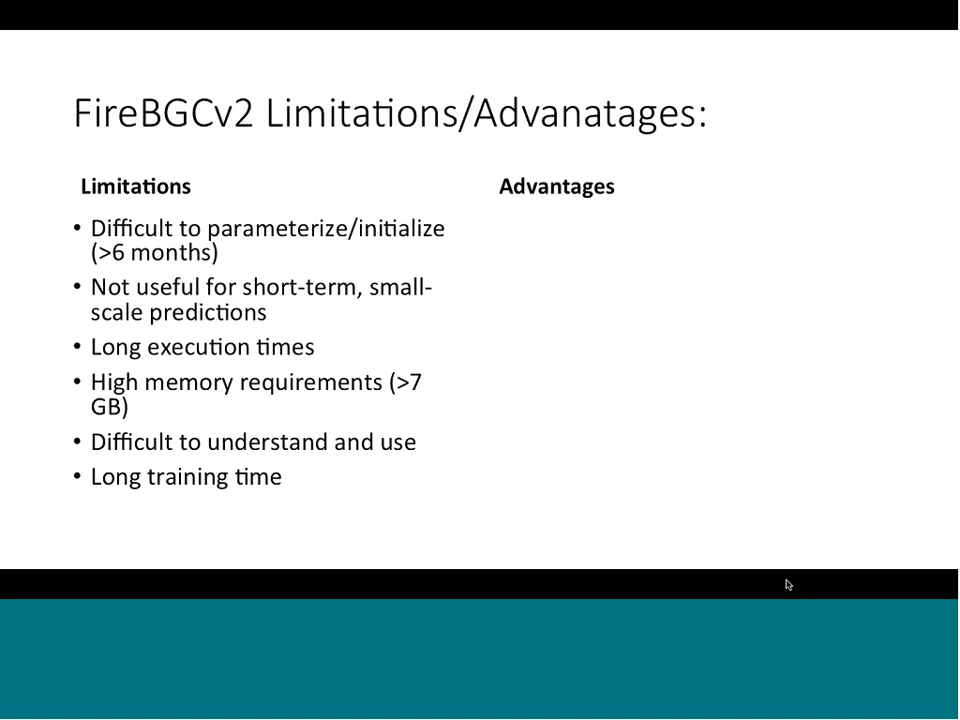 FireBGCv2 Limitations/Advanatages:
Limitations
• Difficult to parameterize/initialize
(>6 months)
• Not useful for short-term, small-
scale predictions
• Long execution times
• High memory requirements (>7
GB)
• Difficult to understand and use
• Long training time
Advantages